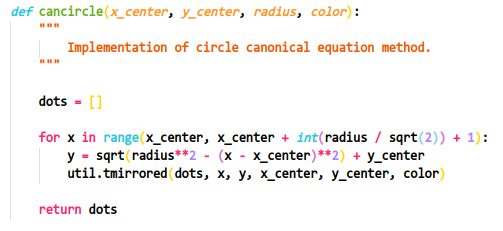 def cancircle(x_center, y_center, radius, color):
"""
Implementation of circle canonical equation method.
"""
dots = []
for x in range(x_center, x_center + int(radius / sqrt(2)) + 1):
y = sqrt(radius**2 - (x - x_center)**2) + y_center
util.tmirrored(dots, x, y, x_center, y_center, color)
return dots